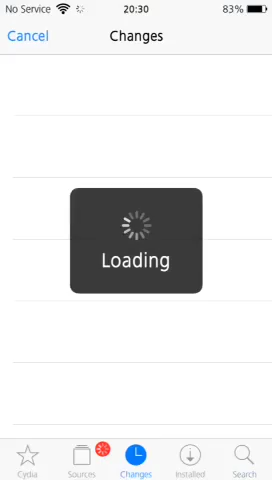 No Service 20:30 83%
Cancel Changes
Loading
Cydia Sources Changes Installed Search